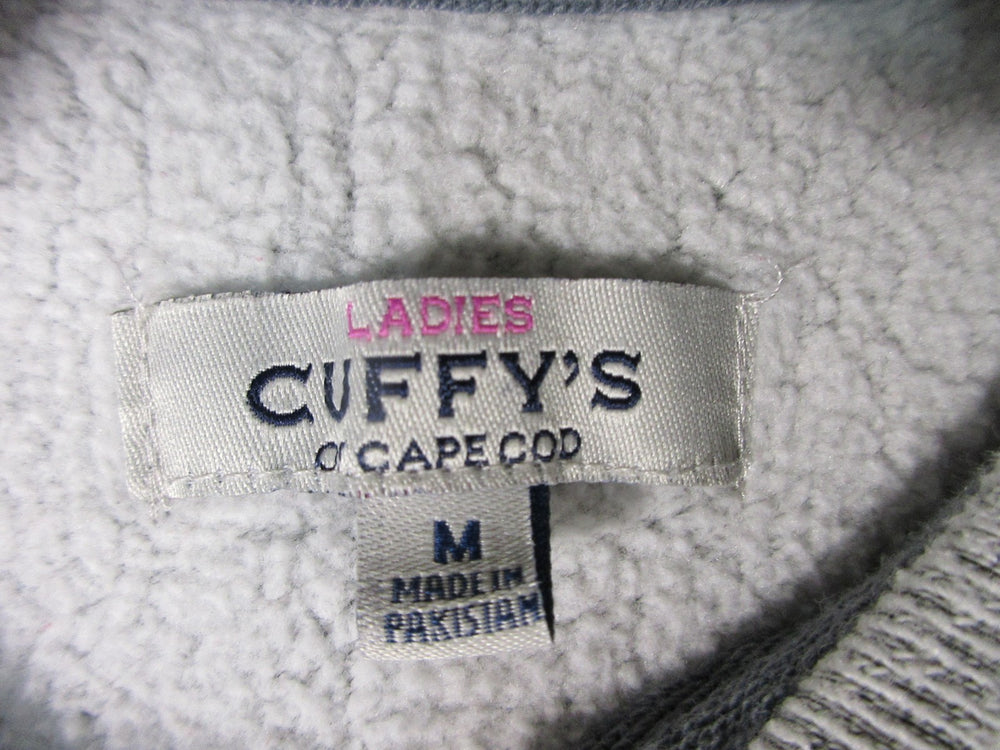 LADIES
CUFFY'S
OF CAPE COD
M
MADE IN
PAKISTAN